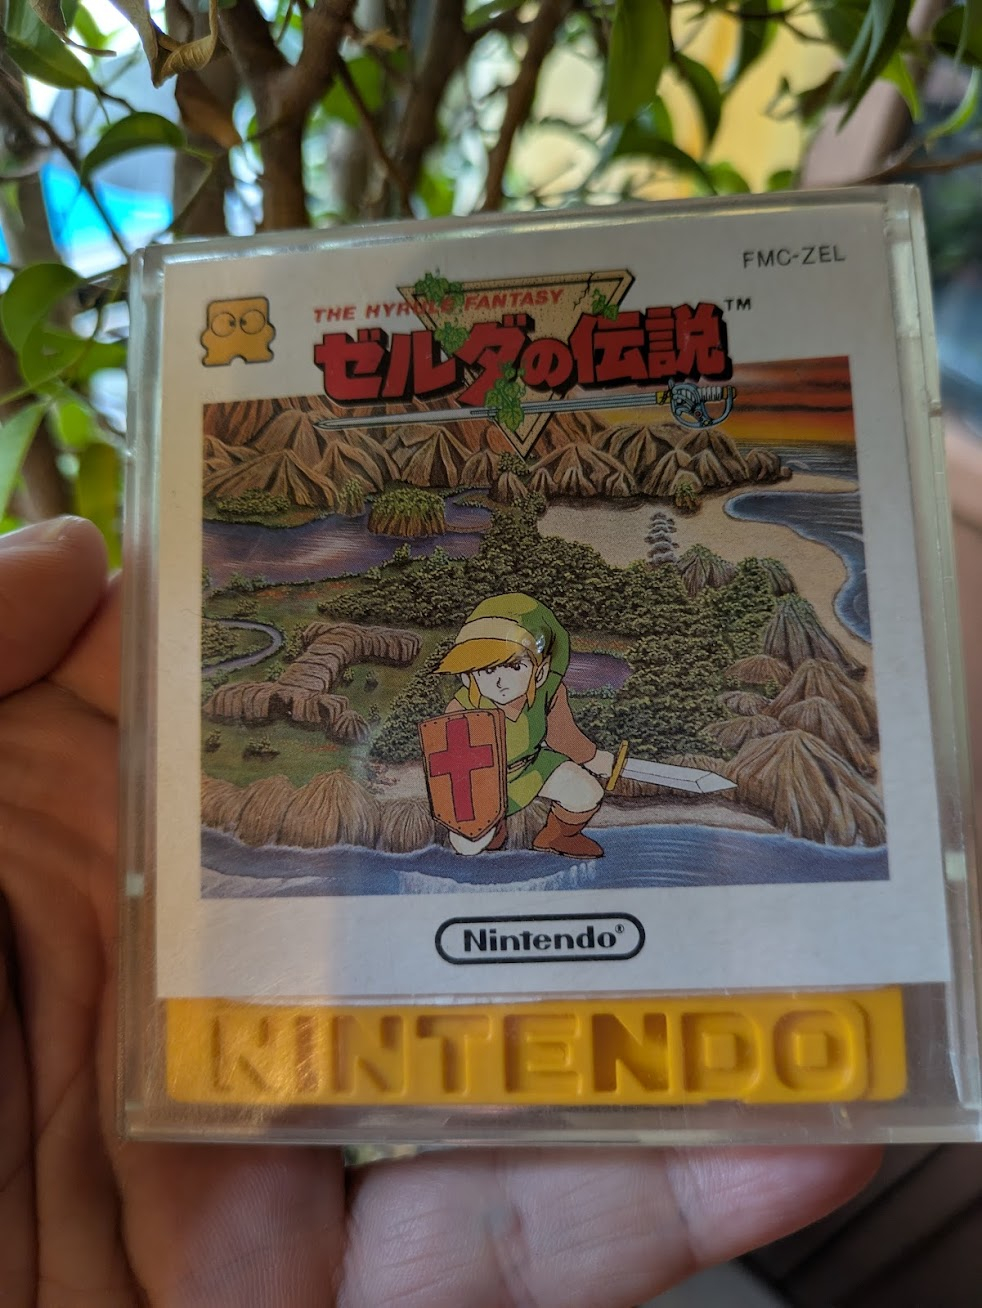 FMC-ZEL
THE HYRULE FANTASY
ゼルダの伝説™
Nintendo®
NINTENDO